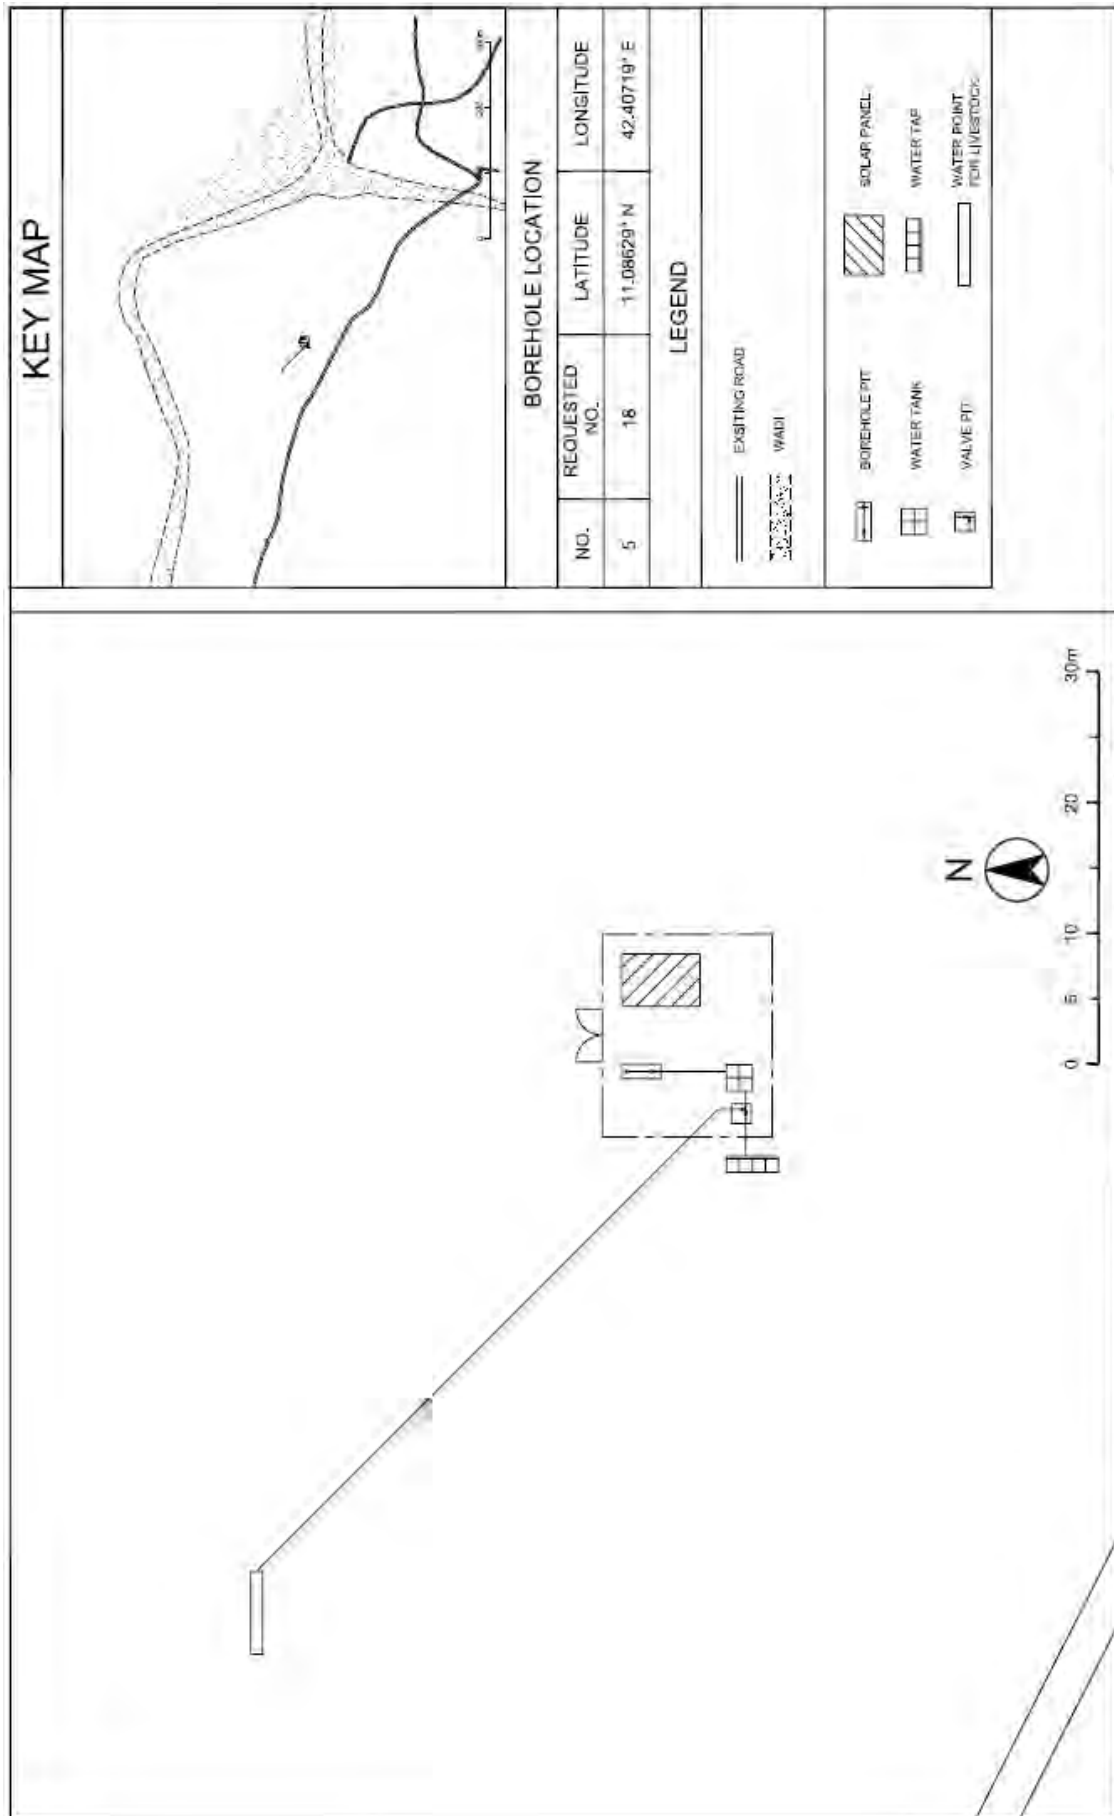 KEY MAP
BOREHOLE LOCATION
NO.
REQUESTED
NO.
LATITUDE
LONGITUDE
5
18
11.08629° N
42.40719° E
LEGEND
EXSITING ROAD
WADI
BOREHOLE PIT
SOLAR PANEL
WATER TANK
WATER TAP
VALVE PIT
WATER POINT
FOR LIVESTOCK
N
0 5 10 20 30m